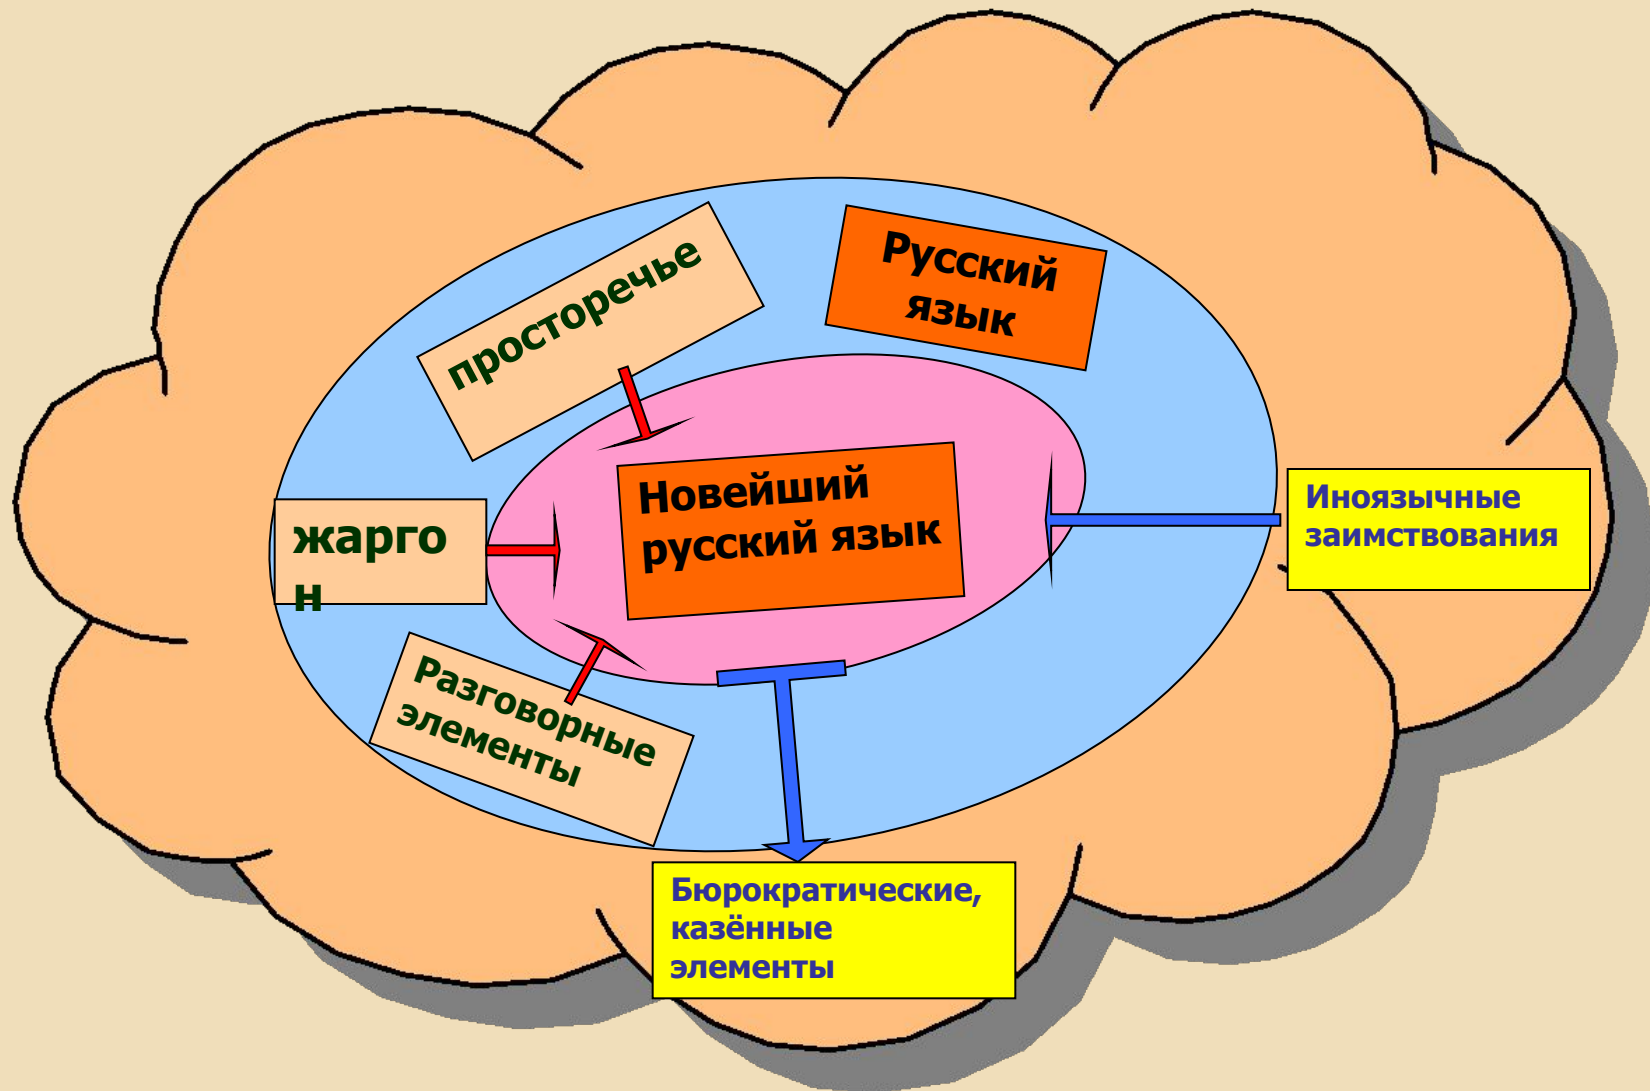 просторечье
Русский
язык
Новейший
русский язык
Иноязычные
заимствования
жарго
н
Разговорные
элементы
Бюрократические,
казённые
элементы